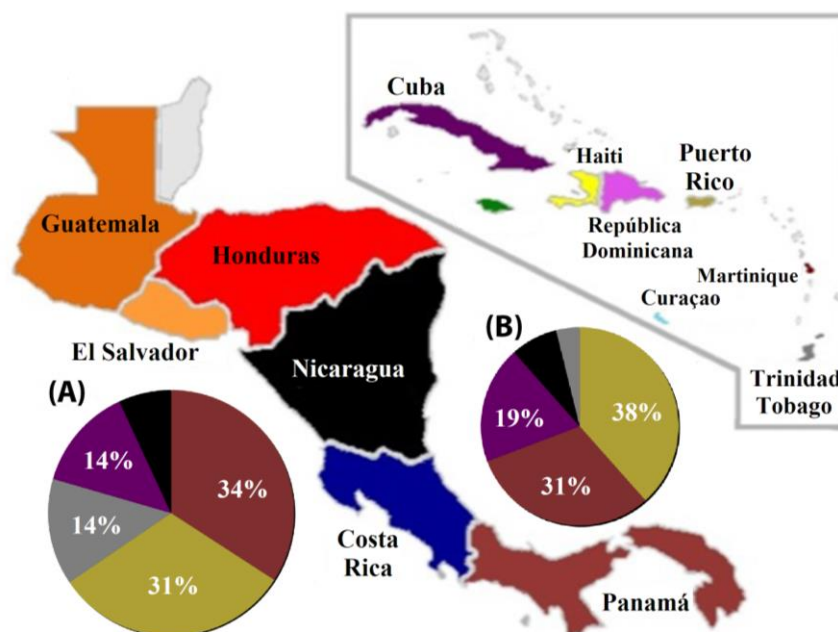 Cuba
Haiti
Puerto
Rico
República
Dominicana
Martinique
Curaçao
Trinidad
Tobago
Guatemala
Honduras
El Salvador
Nicaragua
(A)
14%
34%
14%
31%
(B)
19%
38%
31%
Costa
Rica
Panamá